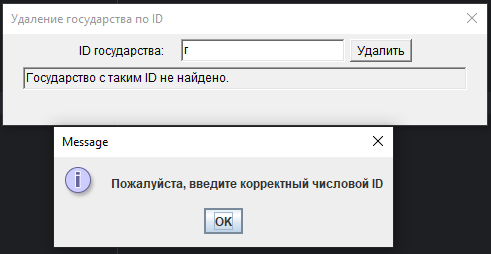 Удаление государства по ID
ID государства: г Удалить
Государство с таким ID не найдено.
Message
Пожалуйста, введите корректный числовой ID
OK